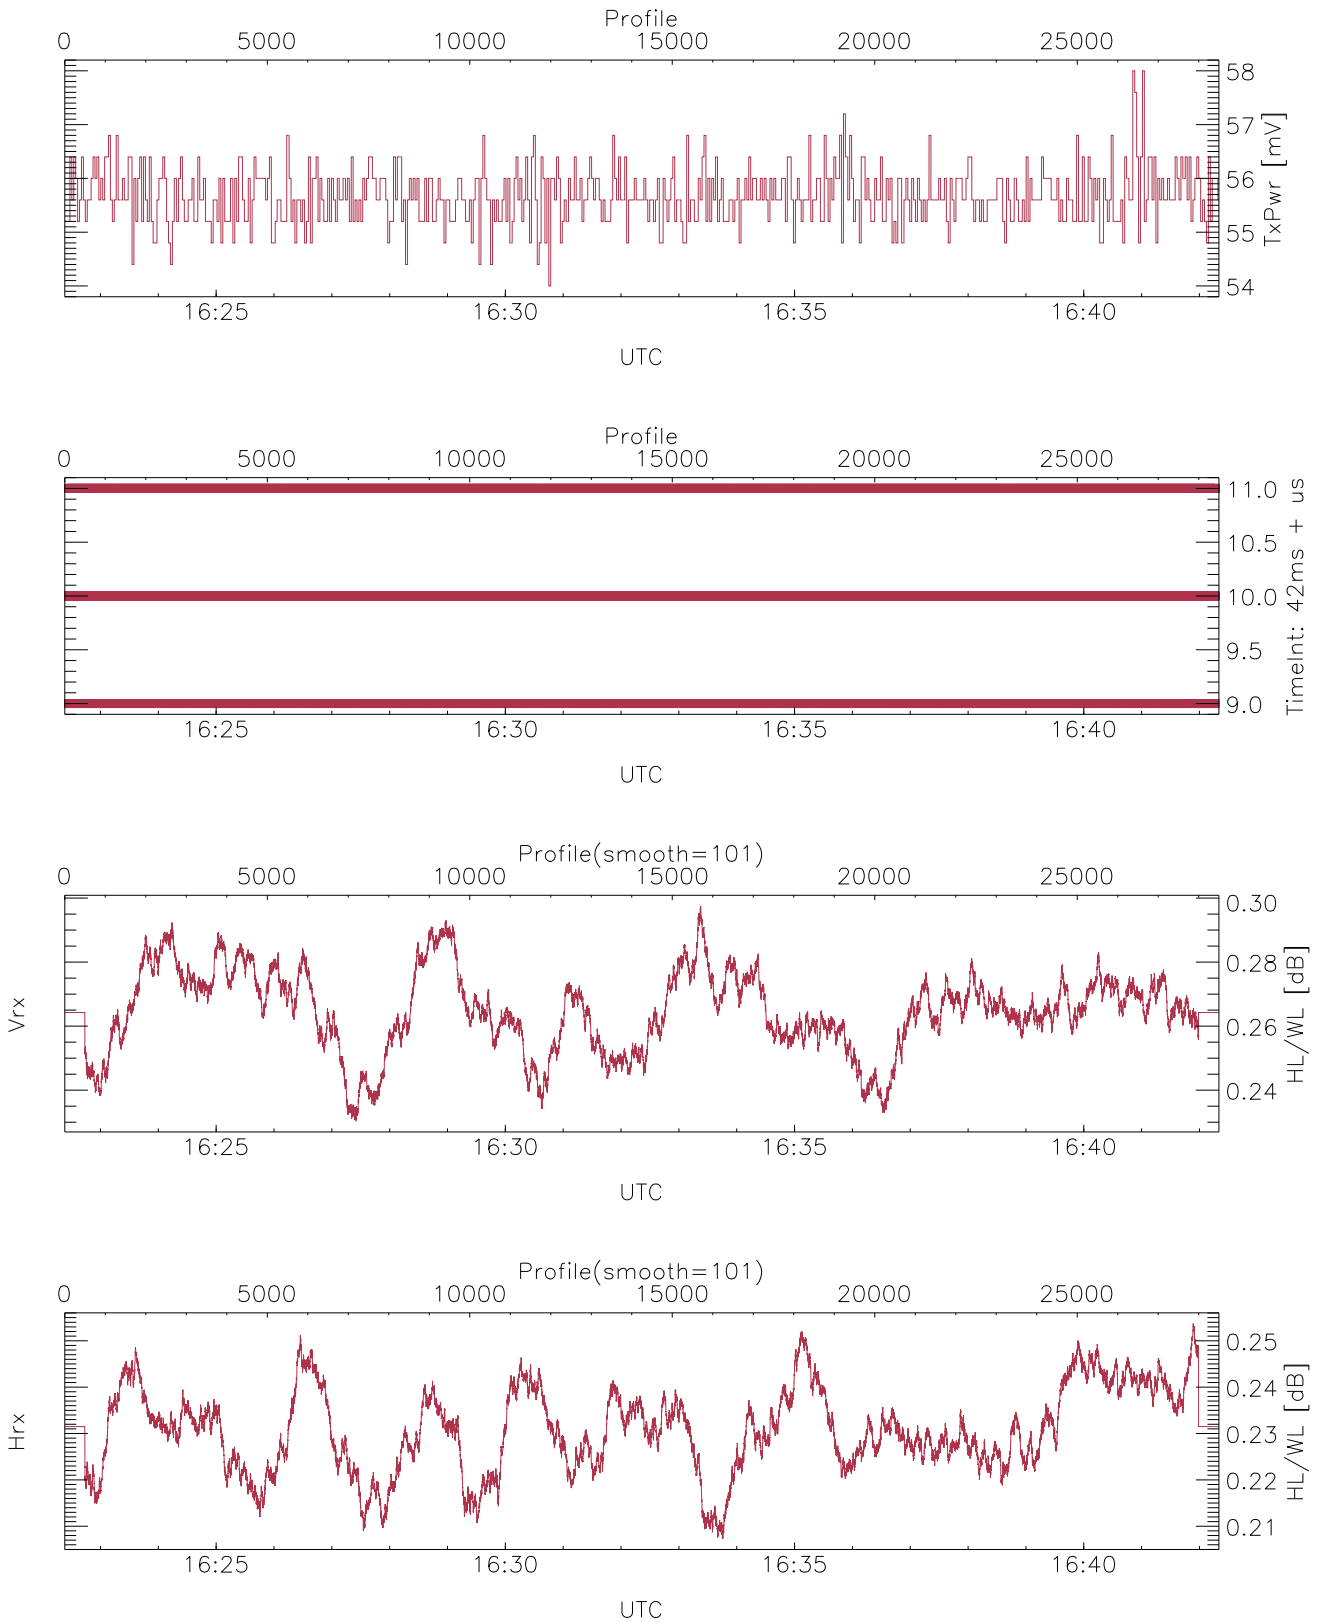 Profile
0 5000 10000 15000 20000 25000
58
57
56
55
54
TxPwr [mV]
16:25 16:30 16:35 16:40
UTC
Profile
0 5000 10000 15000 20000 25000
11.0
10.5
10.0
9.5
9.0
TimeInt: 42ms + us
16:25 16:30 16:35 16:40
UTC
Profile(smooth=101)
0 5000 10000 15000 20000 25000
Vrx
0.30
0.28
0.26
0.24
HL/WL [dB]
16:25 16:30 16:35 16:40
UTC
Profile(smooth=101)
0 5000 10000 15000 20000 25000
Hrx
0.25
0.24
0.23
0.22
0.21
HL/WL [dB]
16:25 16:30 16:35 16:40
UTC